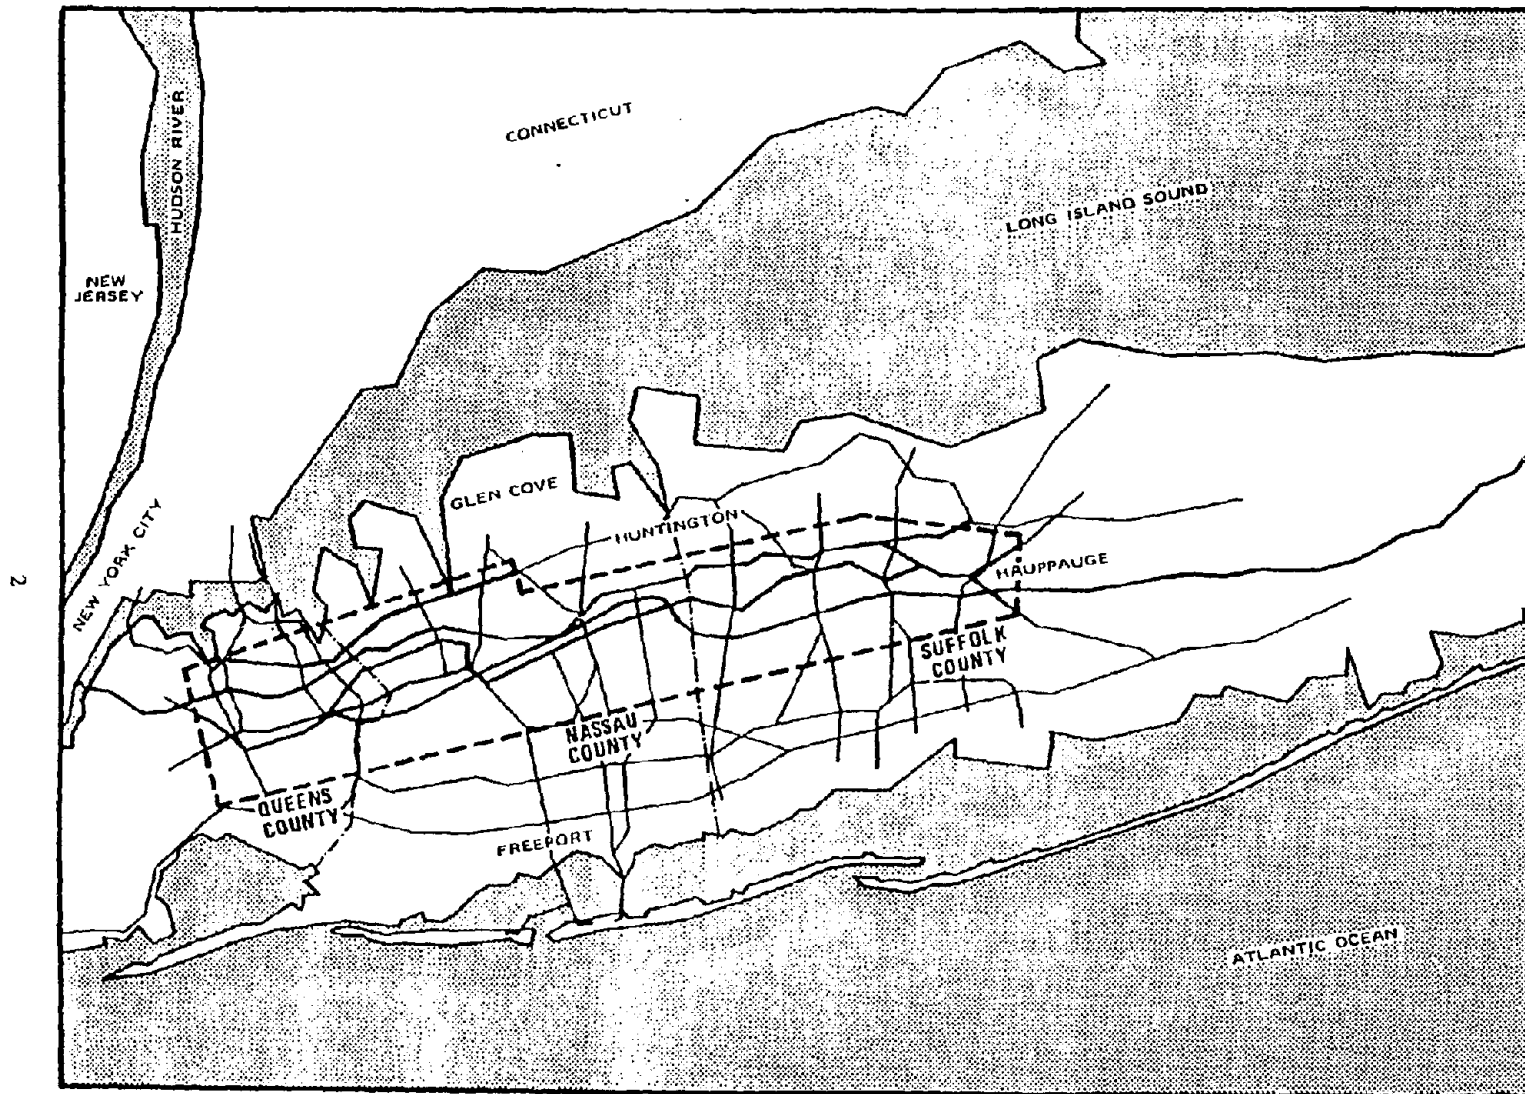 CONNECTICUT
HUDSON RIVER
LONG ISLAND SOUND
NEW
JERSEY
GLEN COVE
HUNTINGTON
NEW YORK CITY
HAUPPAUGE
2
SUFFOLK
COUNTY
NASSAU
COUNTY
QUEENS
COUNTY
FREEPORT
ATLANTIC OCEAN